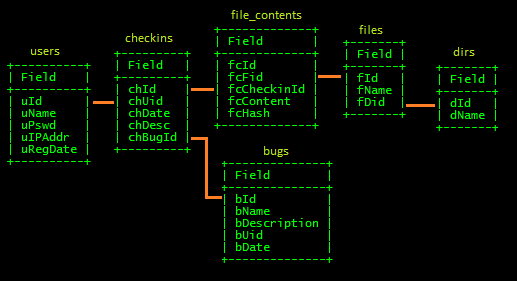 users
Field
uId
uName
uPswd
uIPAddr
uRegDate
checkins
Field
chId
chUid
chDate
chDesc
chBugId
file_contents
Field
fcId
fcFid
fcCheckinId
fcContent
fcHash
files
Field
fId
fName
fDid
dirs
Field
dId
dName
bugs
Field
bId
bName
bDescription
bUid
bDate